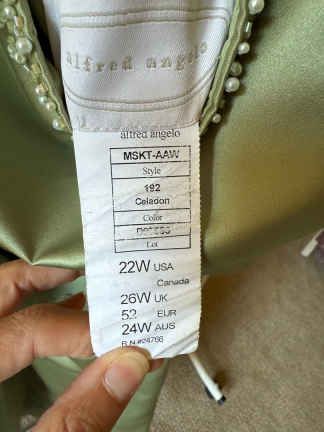 alfred angelo
alfred angelo
MSKT-AAW
Style
192
Celadon
Color
Lot
22W USA
Canada
26W UK
52 EUR
24W AUS
R.N.#24766